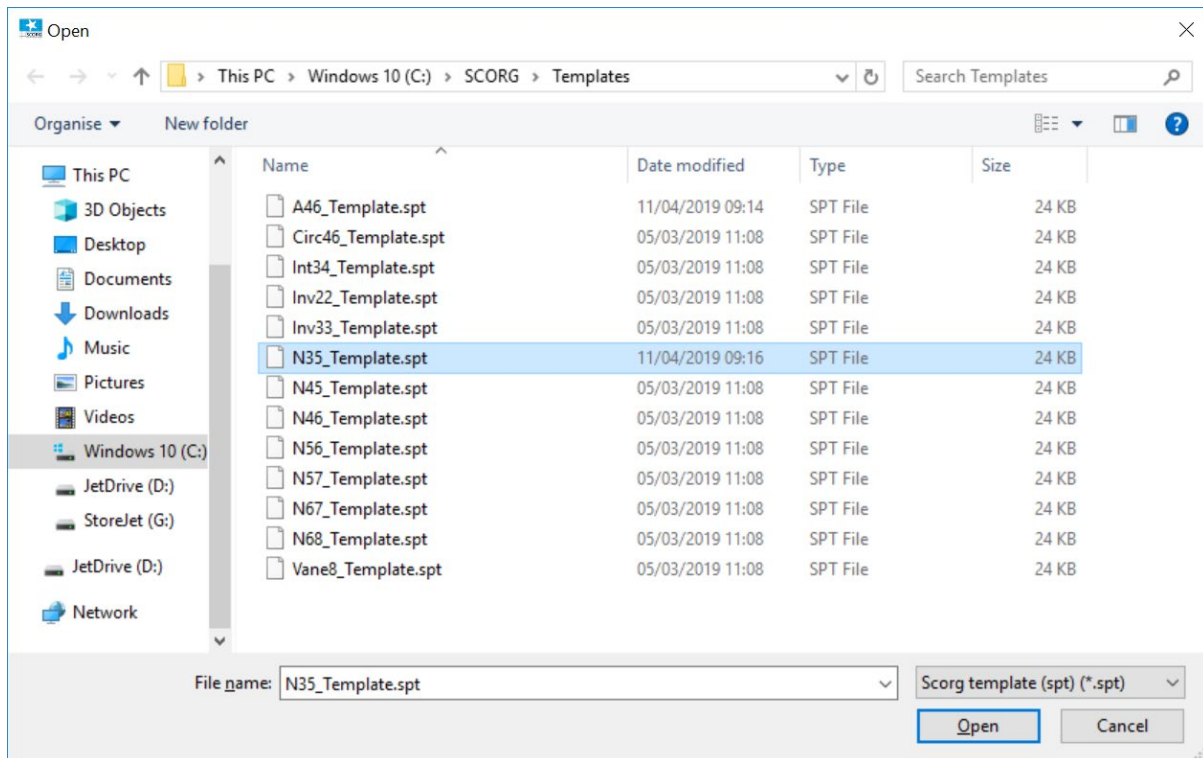 Open
This PC > Windows 10 (C:) > SCORG > Templates
Search Templates
Organise
New folder
This PC
3D Objects
Desktop
Documents
Downloads
Music
Pictures
Videos
Windows 10 (C:)
JetDrive (D:)
StoreJet (G:)
JetDrive (D:)
Network
Name Date modified Type Size
A46_Template.spt 11/04/2019 09:14 SPT File 24 KB
Circ46_Template.spt 05/03/2019 11:08 SPT File 24 KB
Int34_Template.spt 05/03/2019 11:08 SPT File 24 KB
Inv22_Template.spt 05/03/2019 11:08 SPT File 24 KB
Inv33_Template.spt 05/03/2019 11:08 SPT File 24 KB
N35_Template.spt 11/04/2019 09:16 SPT File 24 KB
N45_Template.spt 05/03/2019 11:08 SPT File 24 KB
N46_Template.spt 05/03/2019 11:08 SPT File 24 KB
N56_Template.spt 05/03/2019 11:08 SPT File 24 KB
N57_Template.spt 05/03/2019 11:08 SPT File 24 KB
N67_Template.spt 05/03/2019 11:08 SPT File 24 KB
N68_Template.spt 05/03/2019 11:08 SPT File 24 KB
Vane8_Template.spt 05/03/2019 11:08 SPT File 24 KB
File name: N35_Template.spt
Scorg template (spt) (*.spt)
Open
Cancel